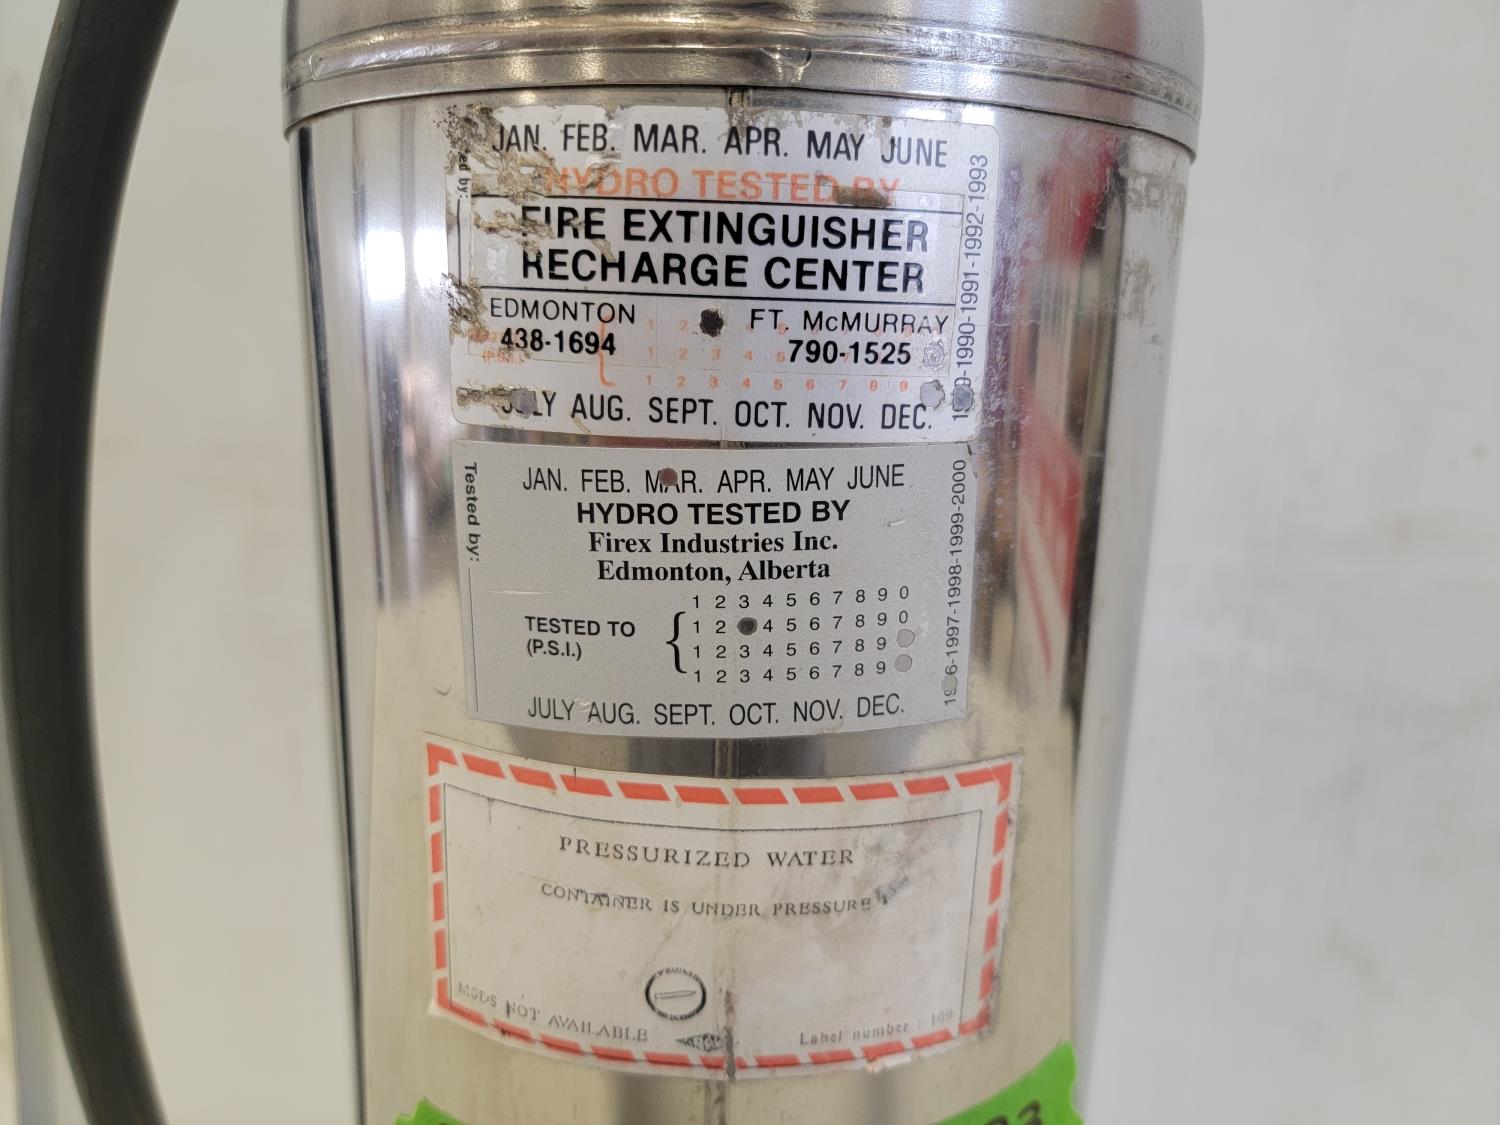 JAN. FEB. MAR. APR. MAY JUNE
ed by:
HYDRO TESTED BY
FIRE EXTINGUISHER
RECHARGE CENTER
EDMONTON FT. McMURRAY
438-1694 790-1525
(P.S.I.)
1 2 3 4 5 6 7 8 9
JULY AUG. SEPT. OCT. NOV. DEC.
-1990-1991-1992-1993
JAN. FEB. MAR. APR. MAY JUNE
Tested by:
HYDRO TESTED BY
Firex Industries Inc.
Edmonton, Alberta
1 2 3 4 5 6 7 8 9 0
TESTED TO 1 2 4 5 6 7 8 9 0
(P.S.I.) 1 2 3 4 5 6 7 8 9
1 2 3 4 5 6 7 8 9
JULY AUG. SEPT. OCT. NOV. DEC.
6-1997-1998-1999-2000
PRESSURIZED WATER
CONTAINER IS UNDER PRESSURE
MSDS NOT AVAILABLE
Label number : 109